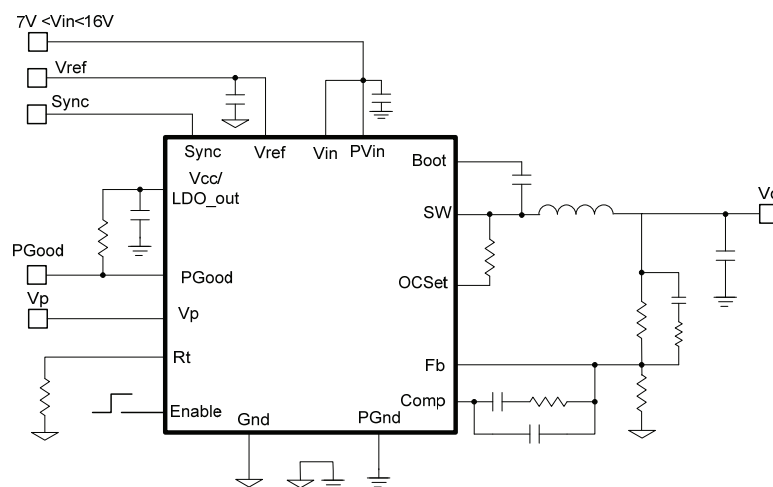 7V <Vin<16V
Vref
Sync
Sync
Vref
Vin
PVin
Boot
Vcc/
LDO_out
SW
PGood
PGood
OCSet
Vp
Vp
Rt
Fb
Comp
Enable
Gnd
PGnd